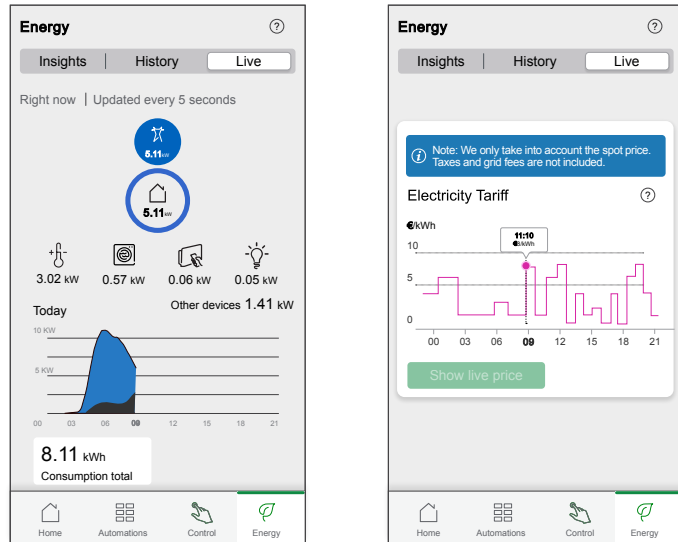 Energy
?
Insights | History Live
Right now | Updated every 5 seconds
5.11 kW
5.11 kW
3.02 kW 0.57 kW 0.06 kW 0.05 kW
Today
Other devices 1.41 kW
10 KW
5 KW
00 03 06 09 12 15 18 21
8.11 kWh
Consumption total
Home Automations Control Energy
Energy
?
Insights | History Live
i Note: We only take into account the spot price.
Taxes and grid fees are not included.
Electricity Tariff ?
€/kWh
11:10
/kWh
10
5
0
00 03 06 09 12 15 18 21
Show live price
Home Automations Control Energy